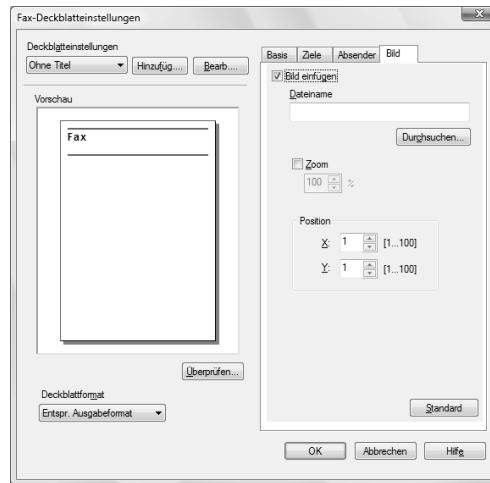 Fax-Deckblatteinstellungen
Deckblatteinstellungen
Ohne Titel
Hinzufüg....
Bearb....
Vorschau
Fax
Überprüfen...
Deckblattformat
Entspr. Ausgabeformat
Basis Ziele Absender Bild
Bild einfügen
Dateiname
Durchsuchen...
Zoom
100 %
Position
X: 1 [1...100]
Y: 1 [1...100]
Standard
OK Abbrechen Hilfe